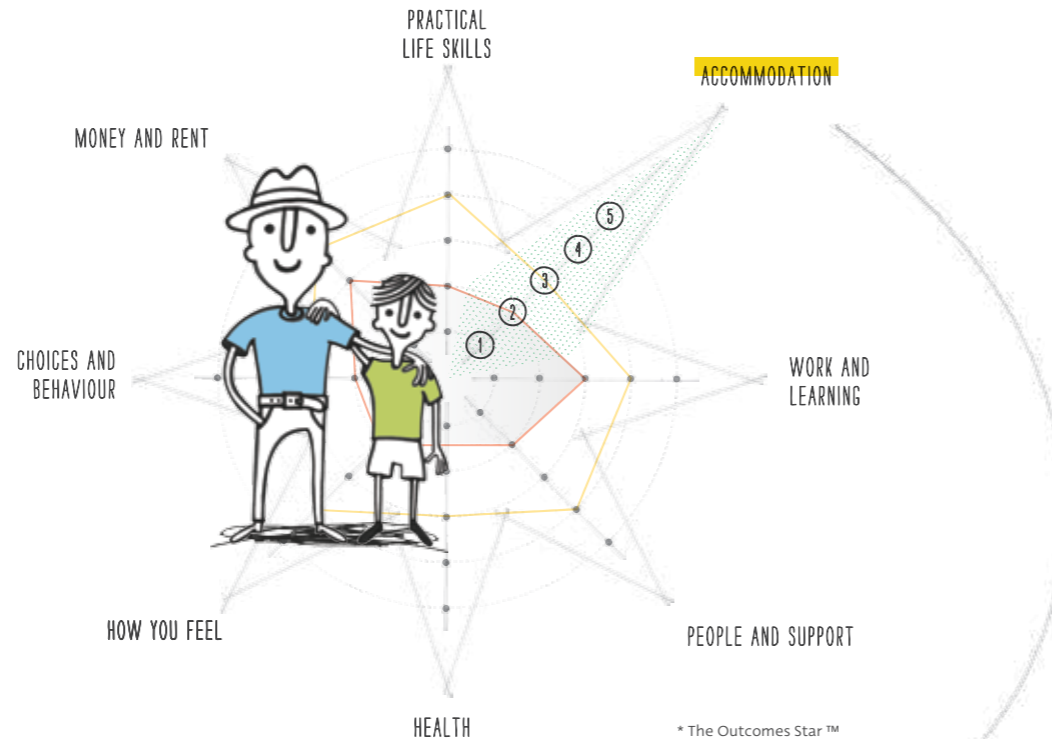 PRACTICAL
LIFE SKILLS
ACCOMMODATION
MONEY AND RENT
5
4
3
2
1
CHOICES AND
BEHAVIOUR
WORK AND
LEARNING
HOW YOU FEEL
PEOPLE AND SUPPORT
HEALTH
* The Outcomes Star ™